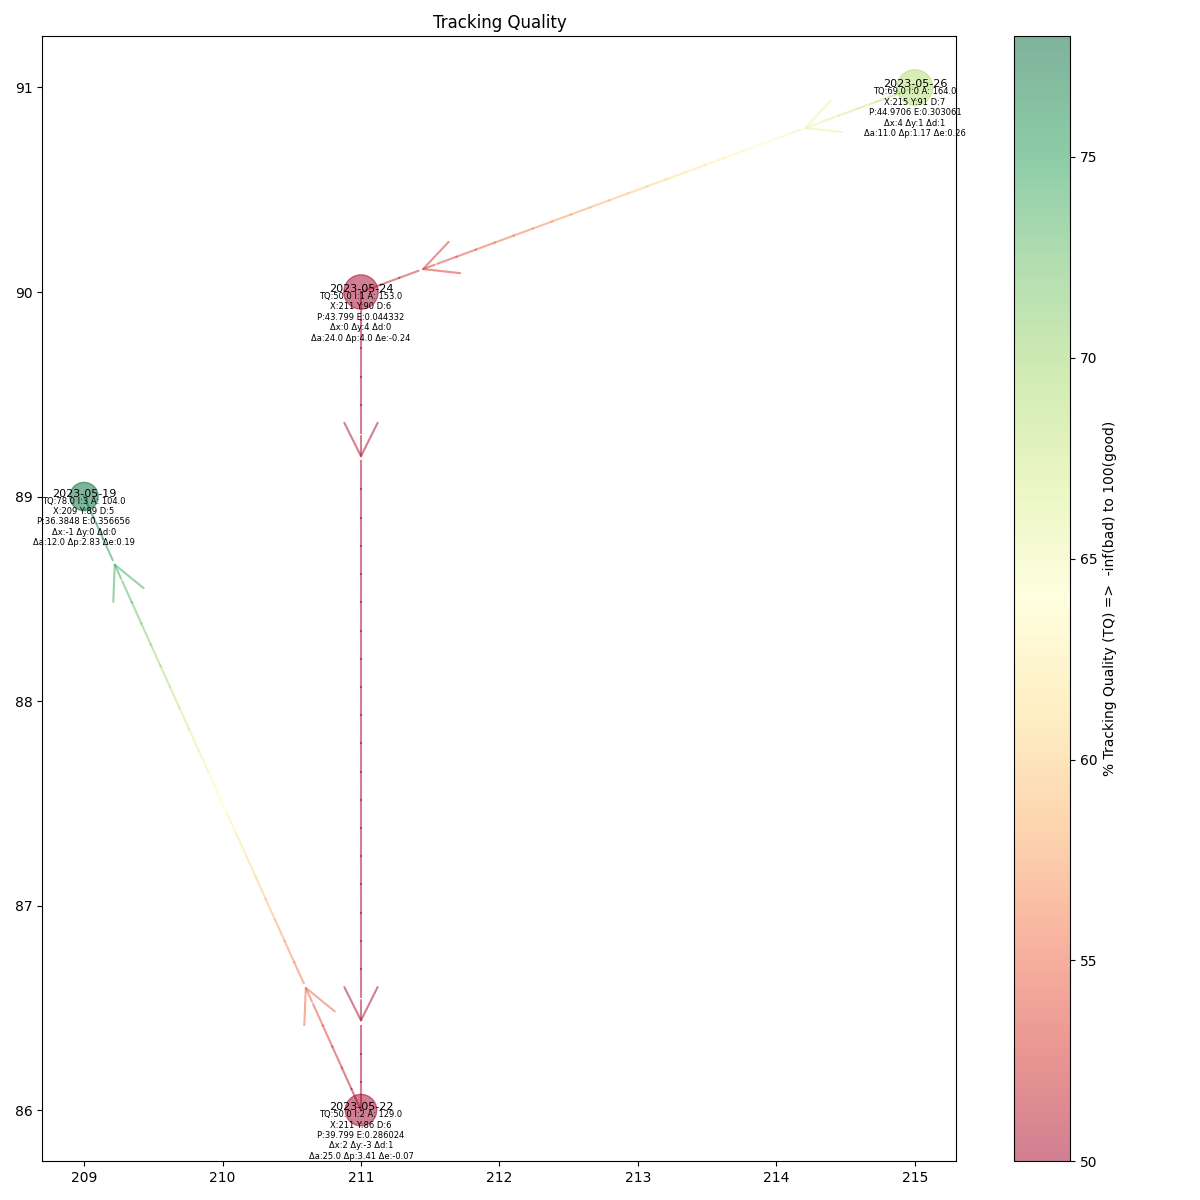 Tracking Quality
91
90
89
88
87
86
2023-05-26
TQ:69.0 I:0 A: 164.0
X:215 Y:91 D:7
P:44.9706 E:0.303061
Δx:4 Δy:1 Δd:1
Δa:11.0 Δp:1.17 Δe:0.26
2023-05-24
TQ:50.0 I:1 A: 153.0
X:211 Y:90 D:6
P:43.799 E:0.044332
Δx:0 Δy:4 Δd:0
Δa:24.0 Δp:4.0 Δe:-0.24
2023-05-19
TQ:78.0 I:3 A: 104.0
X:209 Y:89 D:5
P:36.3848 E:0.356656
Δx:-1 Δy:0 Δd:0
Δa:12.0 Δp:2.83 Δe:0.19
2023-05-22
TQ:50.0 I:2 A: 129.0
X:211 Y:86 D:6
P:39.799 E:0.286024
Δx:2 Δy:-3 Δd:1
Δa:25.0 Δp:3.41 Δe:-0.07
209 210 211 212 213 214 215
75
70
65
60
55
50
% Tracking Quality (TQ) => -inf(bad) to 100(good)